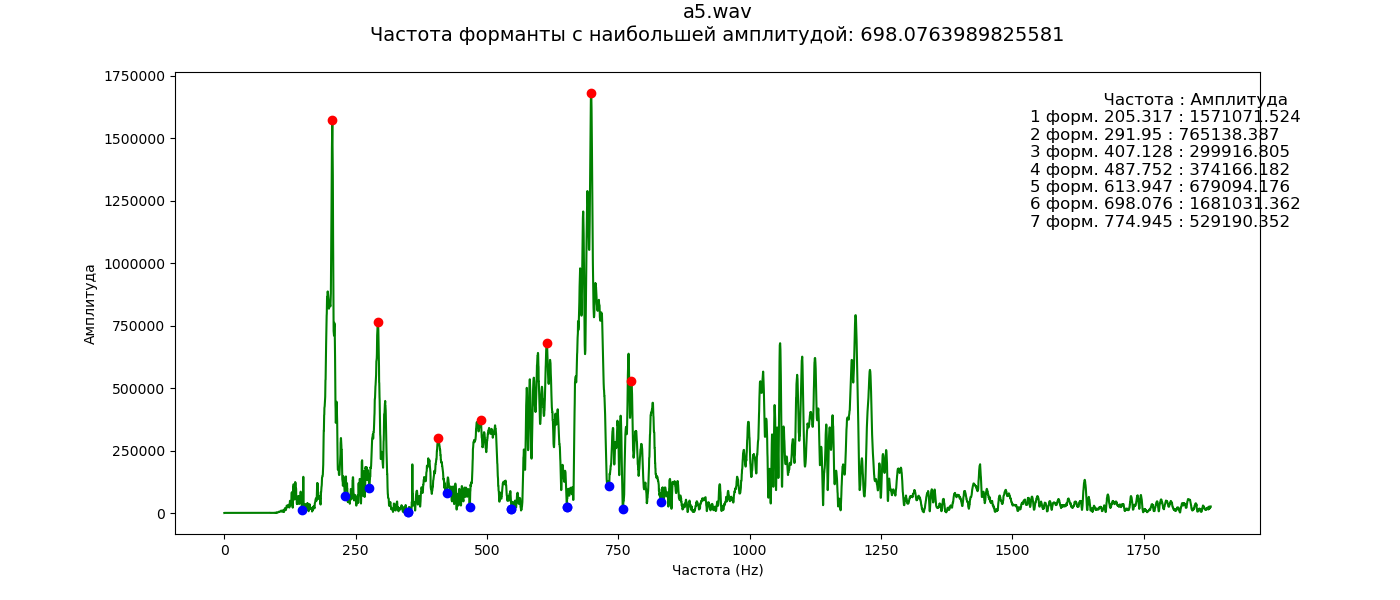 a5.wav
Частота форманты с наибольшей амплитудой: 698.0763989825581
Частота : Амплитуда
1 форм. 205.317 : 1571071.524
2 форм. 291.95 : 765138.387
3 форм. 407.128 : 299916.805
4 форм. 487.752 : 374166.182
5 форм. 613.947 : 679094.176
6 форм. 698.076 : 1681031.362
7 форм. 774.945 : 529190.352
Амплитуда
1750000
1500000
1250000
1000000
750000
500000
250000
0
0 250 500 750 1000 1250 1500 1750
Частота (Hz)